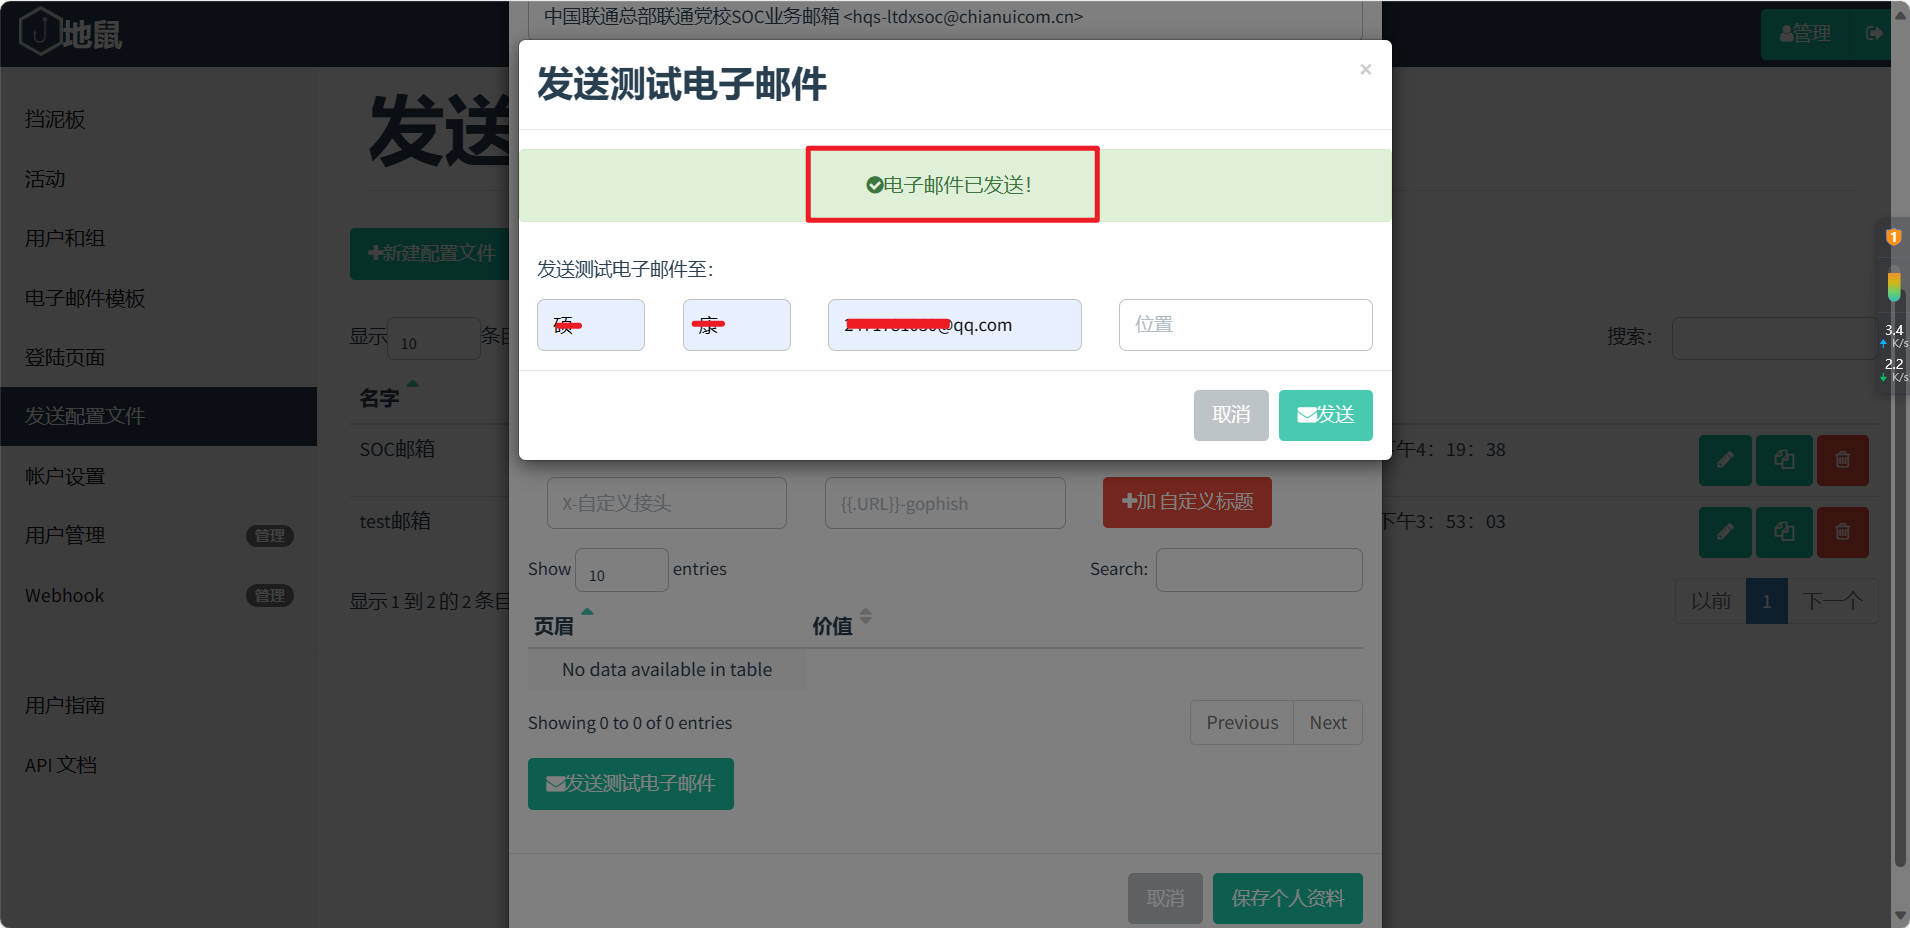 中国联通总部联通党校SOC业务邮箱 <hqs-ltdxsoc@chianuicom.cn>
地鼠
管理
发送测试电子邮件
×
挡泥板
发送
电子邮件已发送！
活动
用户和组
新建配置文件
发送测试电子邮件至：
电子邮件模板
@qq.com
位置
显示 10 条目
搜索：
登陆页面
名字
发送配置文件
取消
发送
SOC邮箱
下午4：19：38
帐户设置
X-自定义接头
{{.URL}}-gophish
加 自定义标题
test邮箱
下午3：53：03
用户管理
管理
Show 10 entries
Search:
Webhook
管理
显示 1 到 2 的 2 条目
以前
1
下一个
页眉
价值
No data available in table
用户指南
Showing 0 to 0 of 0 entries
Previous
Next
API 文档
发送测试电子邮件
取消
保存个人资料
1
3.4
K/s
2.2
K/s